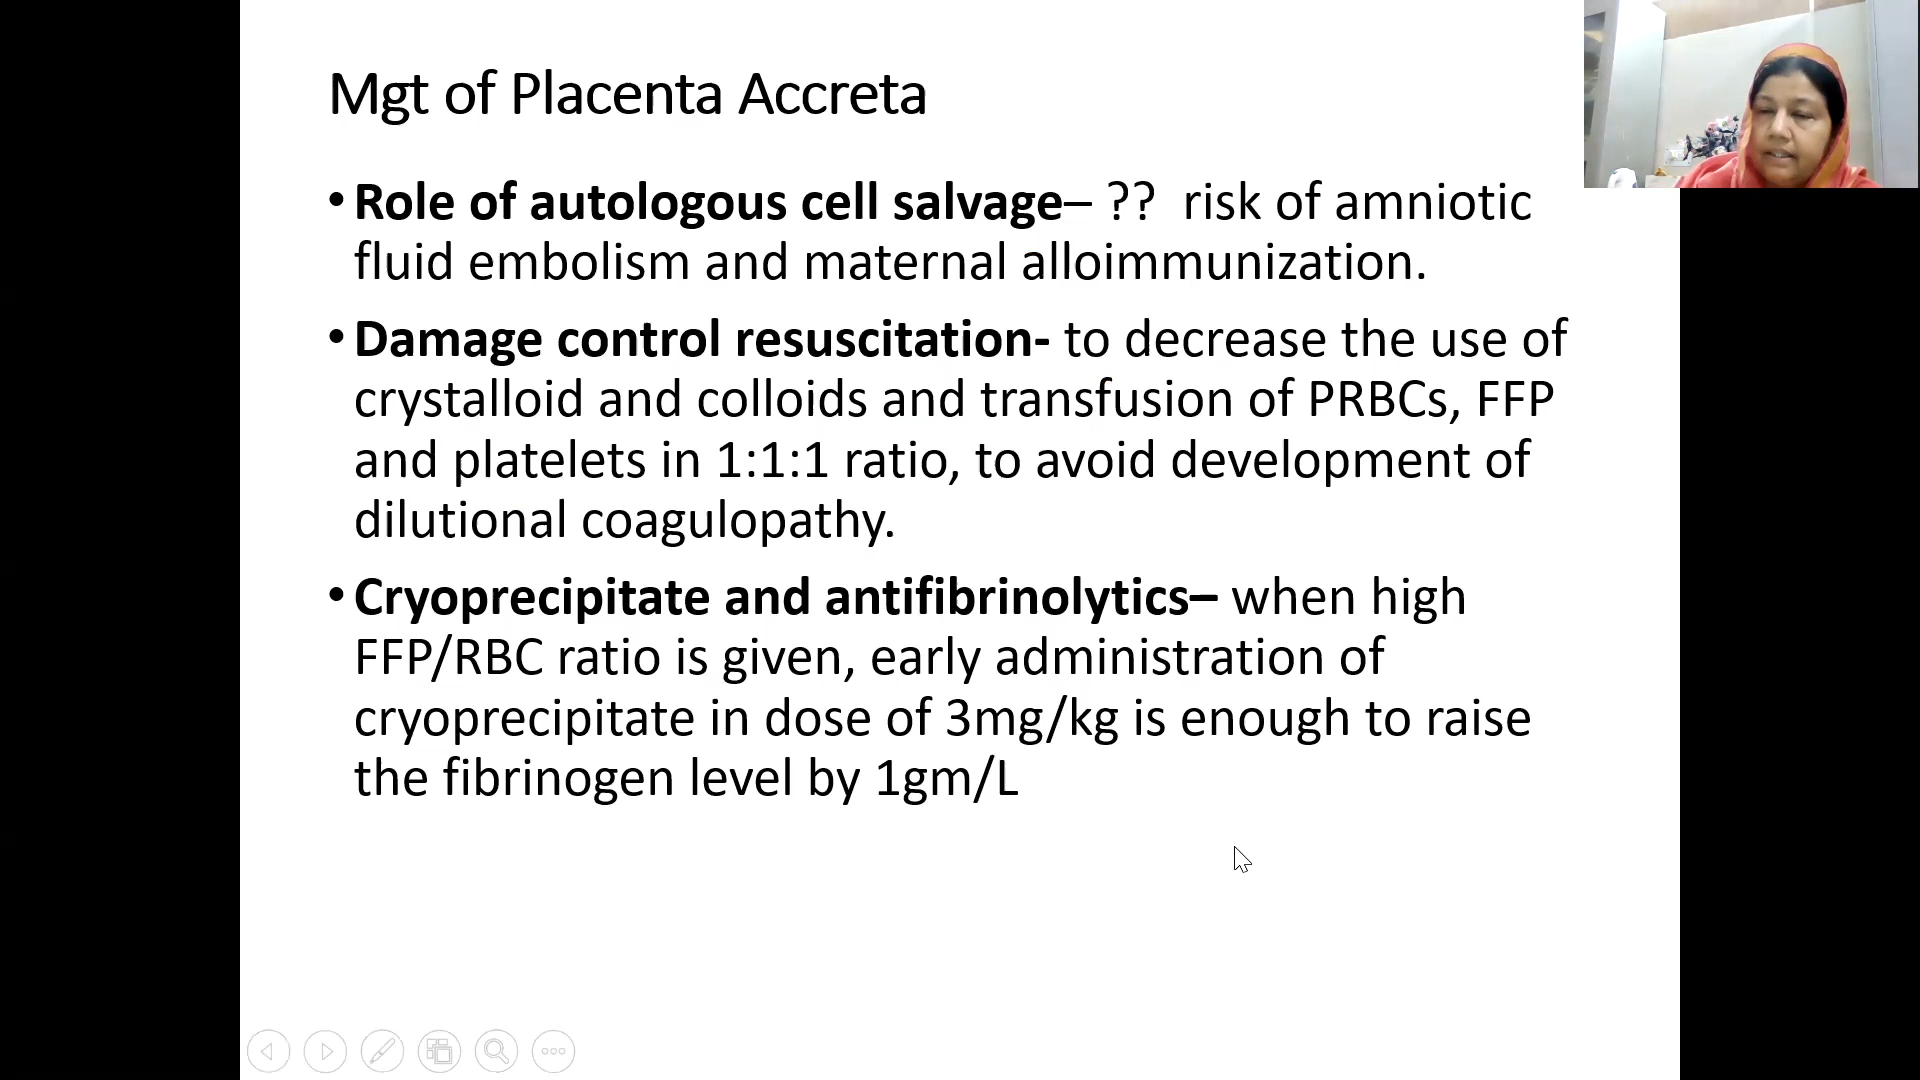 Mgt of Placenta Accreta
• Role of autologous cell salvage– ?? risk of amniotic
fluid embolism and maternal alloimmunization.
• Damage control resuscitation- to decrease the use of
crystalloid and colloids and transfusion of PRBCs, FFP
and platelets in 1:1:1 ratio, to avoid development of
dilutional coagulopathy.
• Cryoprecipitate and antifibrinolytics– when high
FFP/RBC ratio is given, early administration of
cryoprecipitate in dose of 3mg/kg is enough to raise
the fibrinogen level by 1gm/L